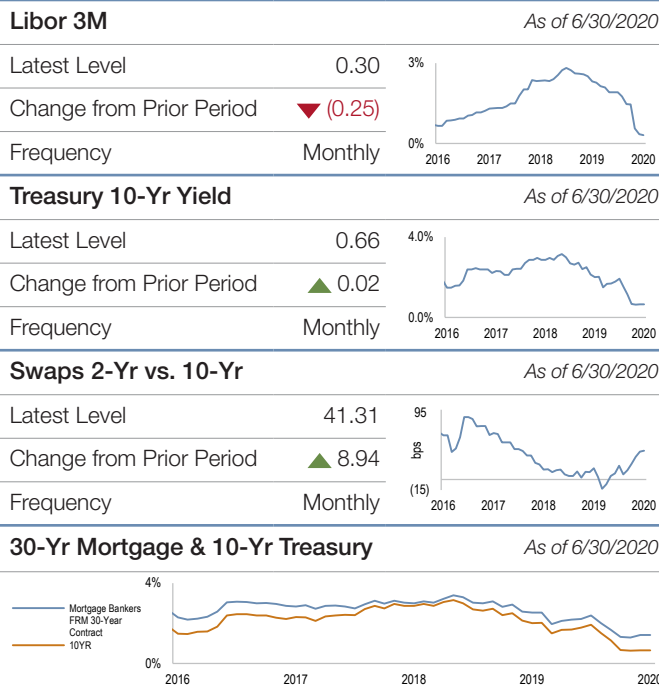 Libor 3M As of 6/30/2020
Latest Level 0.30
Change from Prior Period ▼ (0.25)
Frequency Monthly
3%
0%
2016 2017 2018 2019 2020
Treasury 10-Yr Yield As of 6/30/2020
Latest Level 0.66
Change from Prior Period ▲ 0.02
Frequency Monthly
4.0%
0.0%
2016 2017 2018 2019 2020
Swaps 2-Yr vs. 10-Yr As of 6/30/2020
Latest Level 41.31
Change from Prior Period ▲ 8.94
Frequency Monthly
95
bps
(15)
2016 2017 2018 2019 2020
30-Yr Mortgage & 10-Yr Treasury As of 6/30/2020
Mortgage Bankers
FRM 30-Year
Contract
10YR
4%
0%
2016 2017 2018 2019 2020